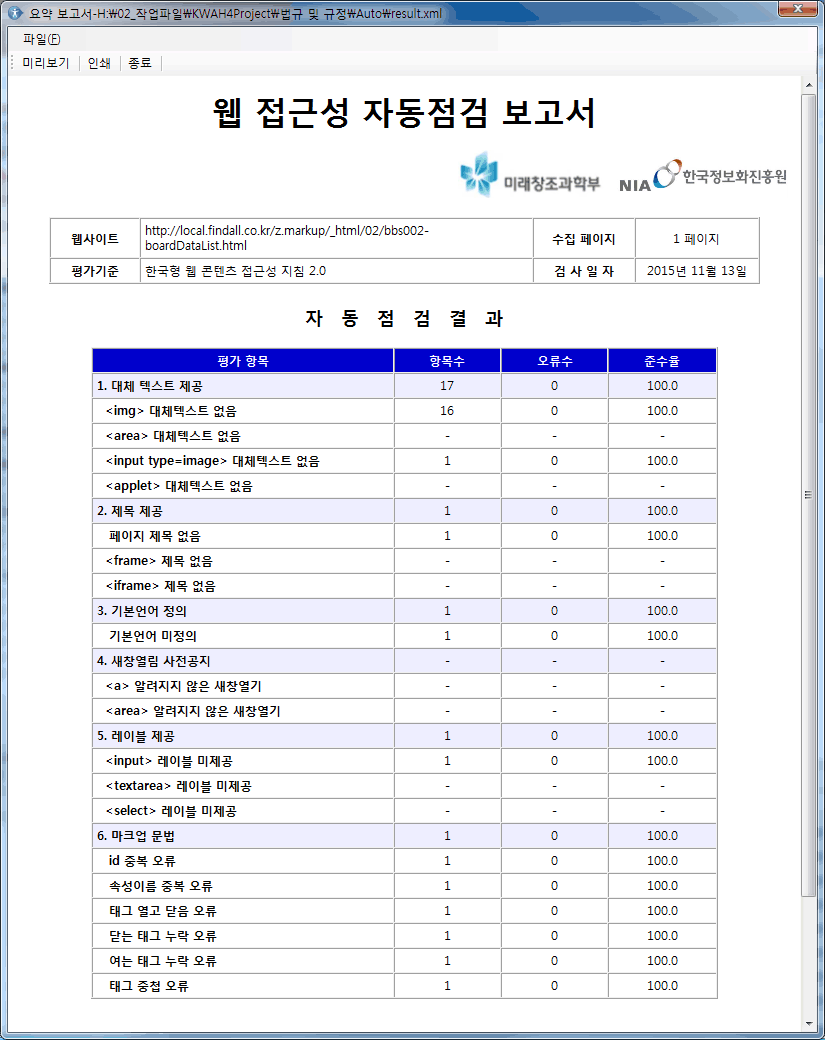 요약 보고서-H:\02_작업파일\KWAH4Project\법규 및 규정\Auto\result.xml
파일(F)
미리보기 인쇄 종료
웹 접근성 자동점검 보고서
미래창조과학부 NIA 한국정보화진흥원
웹사이트 http://local.findall.co.kr/z.markup/_html/02/bbs002-boardDataList.html 수집 페이지 1 페이지
평가기준 한국형 웹 콘텐츠 접근성 지침 2.0 검 사 일 자 2015년 11월 13일
자 동 점 검 결 과
평가 항목 항목수 오류수 준수율
1. 대체 텍스트 제공 17 0 100.0
<img> 대체텍스트 없음 16 0 100.0
<area> 대체텍스트 없음 - - -
<input type=image> 대체텍스트 없음 1 0 100.0
<applet> 대체텍스트 없음 - - -
2. 제목 제공 1 0 100.0
페이지 제목 없음 1 0 100.0
<frame> 제목 없음 - - -
<iframe> 제목 없음 - - -
3. 기본언어 정의 1 0 100.0
기본언어 미정의 1 0 100.0
4. 새창열림 사전공지 - - -
<a> 알려지지 않은 새창열기 - - -
<area> 알려지지 않은 새창열기 - - -
5. 레이블 제공 1 0 100.0
<input> 레이블 미제공 1 0 100.0
<textarea> 레이블 미제공 - - -
<select> 레이블 미제공 - - -
6. 마크업 문법 1 0 100.0
id 중복 오류 1 0 100.0
속성이름 중복 오류 1 0 100.0
태그 열고 닫음 오류 1 0 100.0
닫는 태그 누락 오류 1 0 100.0
여는 태그 누락 오류 1 0 100.0
태그 중첩 오류 1 0 100.0